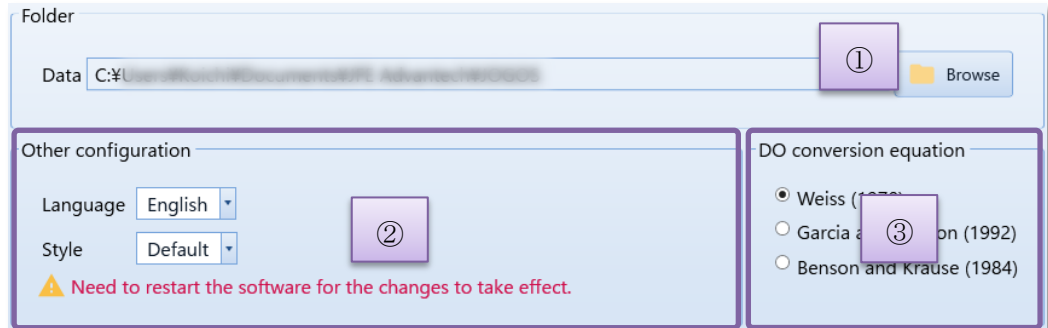 Folder
Data C:¥
①
Browse
Other configuration
Language English
Style Default
②
Need to restart the software for the changes to take effect.
DO conversion equation
Weiss
③
Garcia on (1992)
Benson and Krause (1984)